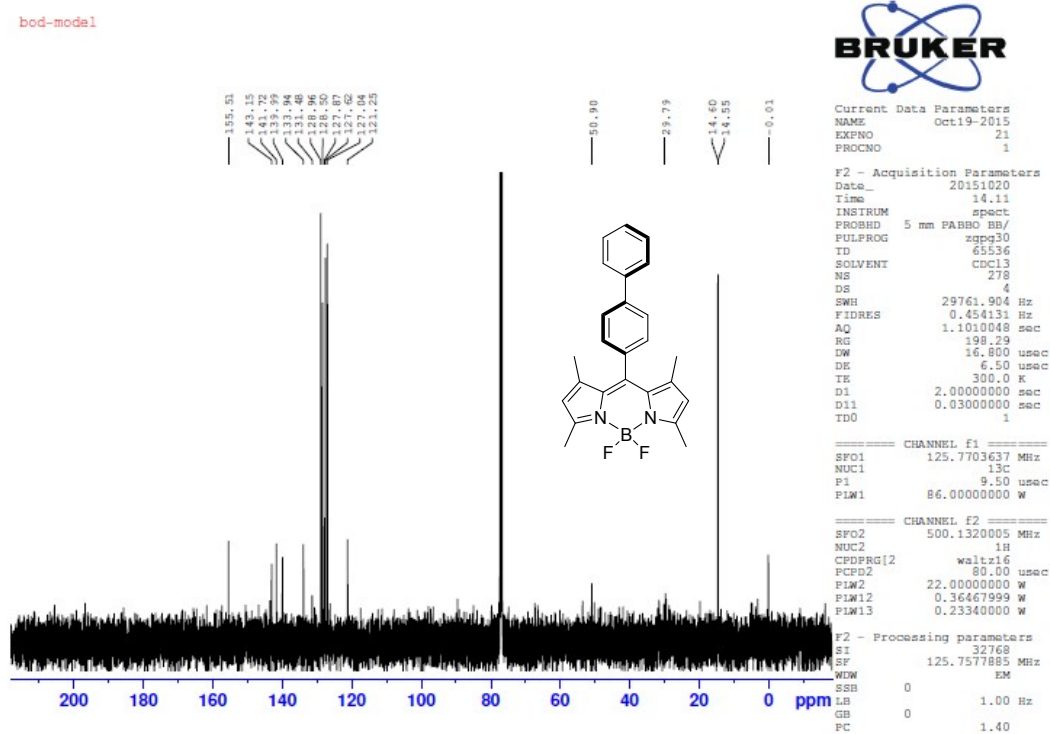 bod-model
BRUKER
155.51
143.15
141.72
139.99
133.94
131.48
128.96
128.50
127.87
127.62
127.04
121.25
50.90
29.79
14.60
14.55
-0.01
Current Data Parameters
NAME Oct19-2015
EXPNO 21
PROCNO 1
F2 - Acquisition Parameters
Date_ 20151020
Time 14.11
INSTRUM spect
PROBHD 5 mm PABBO BB/
PULPROG zgpg30
TD 65536
SOLVENT CDCl3
NS 278
DS 4
SWH 29761.904 Hz
FIDRES 0.454131 Hz
AQ 1.1010048 sec
RG 198.29
DW 16.800 usec
DE 6.50 usec
TE 300.0 K
D1 2.00000000 sec
D11 0.03000000 sec
TD0 1
======== CHANNEL f1 ========
SFO1 125.7703637 MHz
NUC1 13C
P1 9.50 usec
PLW1 86.00000000 W
======== CHANNEL f2 ========
SFO2 500.1320005 MHz
NUC2 1H
CPDPRG[2 waltz16
PCPD2 80.00 usec
PLW2 22.00000000 W
PLW12 0.36467999 W
PLW13 0.23340000 W
F2 - Processing parameters
SI 32768
SF 125.7577885 MHz
WDW EM
SSB 0
LB 1.00 Hz
GB 0
PC 1.40
N N
B
F F
200 180 160 140 120 100 80 60 40 20 0 ppm